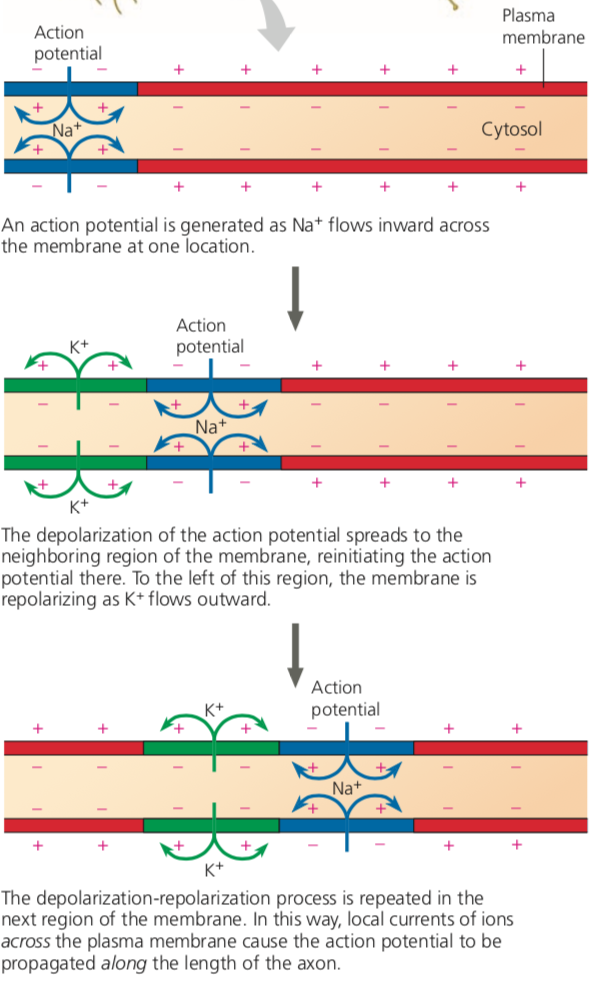 Plasma
membrane
Action
potential
Na+
Cytosol
An action potential is generated as Na+ flows inward across
the membrane at one location.
Action
potential
K+
Na+
K+
The depolarization of the action potential spreads to the
neighboring region of the membrane, reinitiating the action
potential there. To the left of this region, the membrane is
repolarizing as K+ flows outward.
Action
potential
K+
Na+
K+
The depolarization-repolarization process is repeated in the
next region of the membrane. In this way, local currents of ions
across the plasma membrane cause the action potential to be
propagated along the length of the axon.